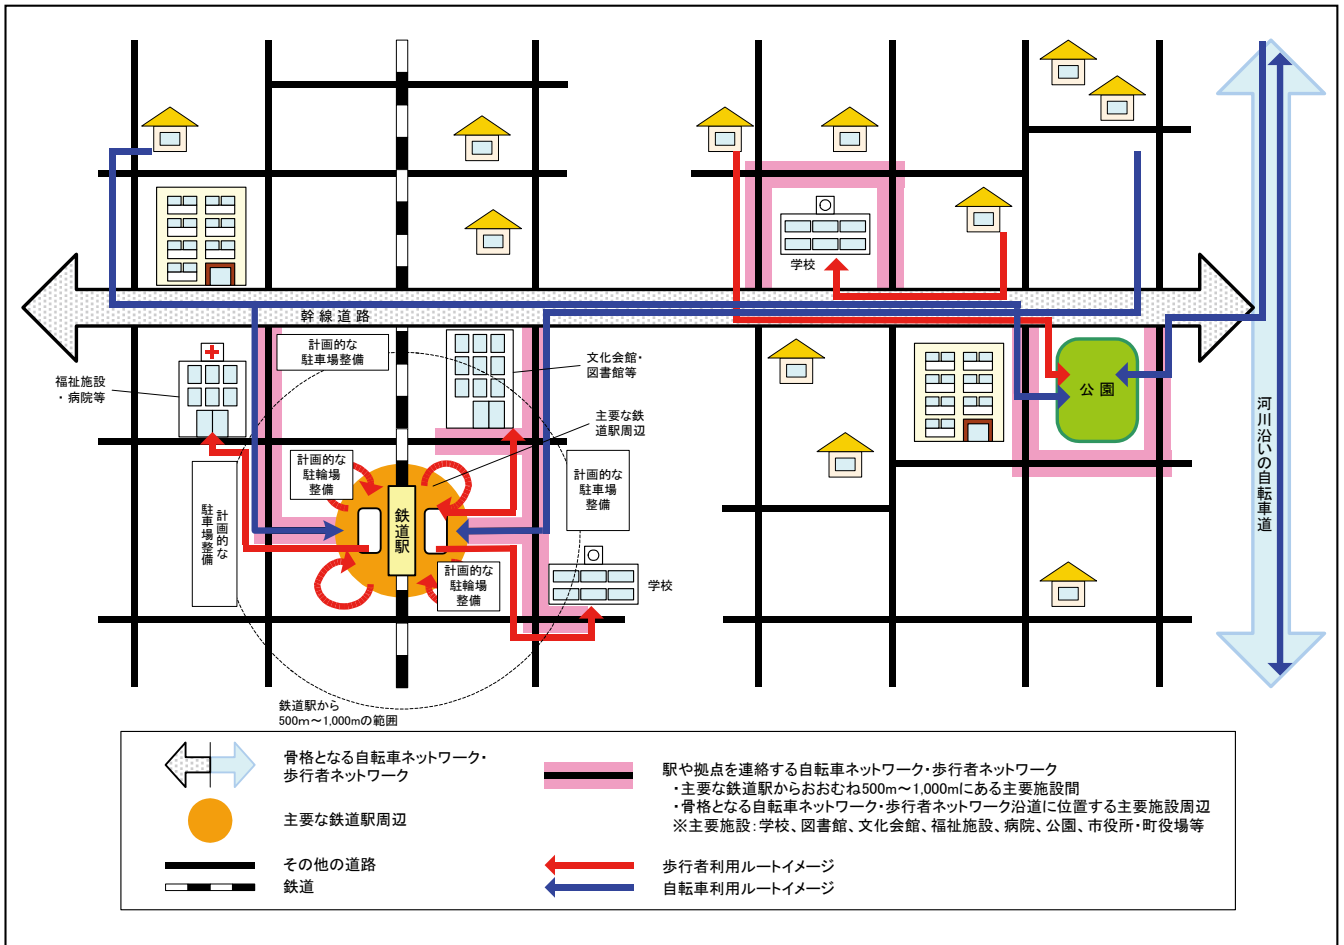 学校
幹線道路
計画的な
駐車場整備
文化会館・
図書館等
福祉施設
・病院等
主要な鉄
道駅周辺
公園
河川沿いの自転車道
計画的な
駐輪場
整備
計画的な
駐車場
整備
計画的な
駐車場整備
鉄道駅
計画的な
駐輪場
整備
学校
鉄道駅から
500m～1,000mの範囲
骨格となる自転車ネットワーク・
歩行者ネットワーク
主要な鉄道駅周辺
その他の道路
鉄道
駅や拠点を連絡する自転車ネットワーク・歩行者ネットワーク
・主要な鉄道駅からおおむね500m～1,000mにある主要施設間
・骨格となる自転車ネットワーク・歩行者ネットワーク沿道に位置する主要施設周辺
※主要施設：学校、図書館、文化会館、福祉施設、病院、公園、市役所・町役場等
歩行者利用ルートイメージ
自転車利用ルートイメージ